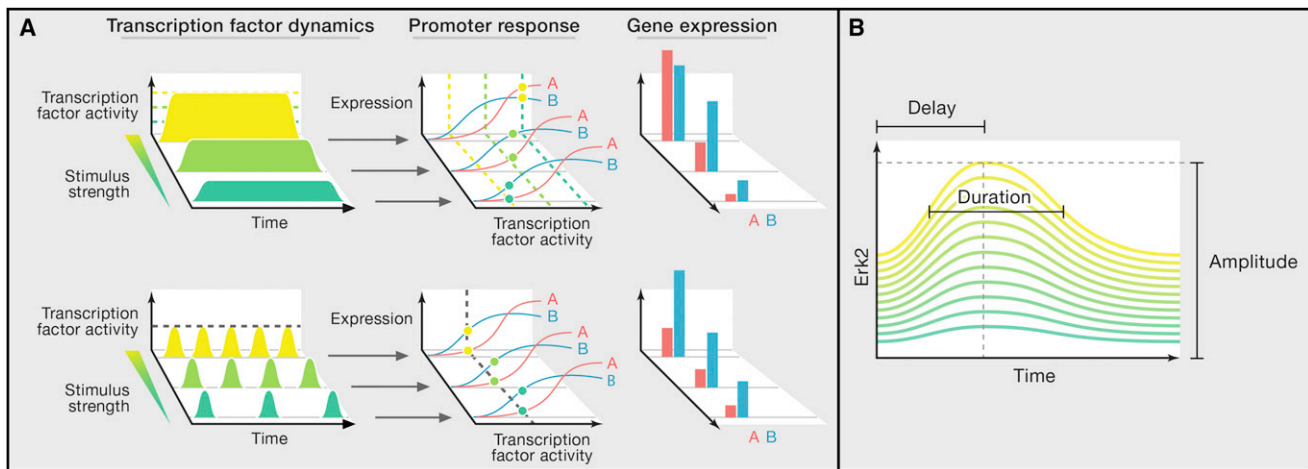 A
Transcription factor dynamics
Promoter response
Gene expression
Transcription
factor activity
Stimulus
strength
Time
Expression
A
B
A
B
A
B
Transcription
factor activity
A B
Transcription
factor activity
Stimulus
strength
Time
Expression
A
B
A
B
A
B
Transcription
factor activity
A B
B
Delay
Duration
Amplitude
Erk2
Time